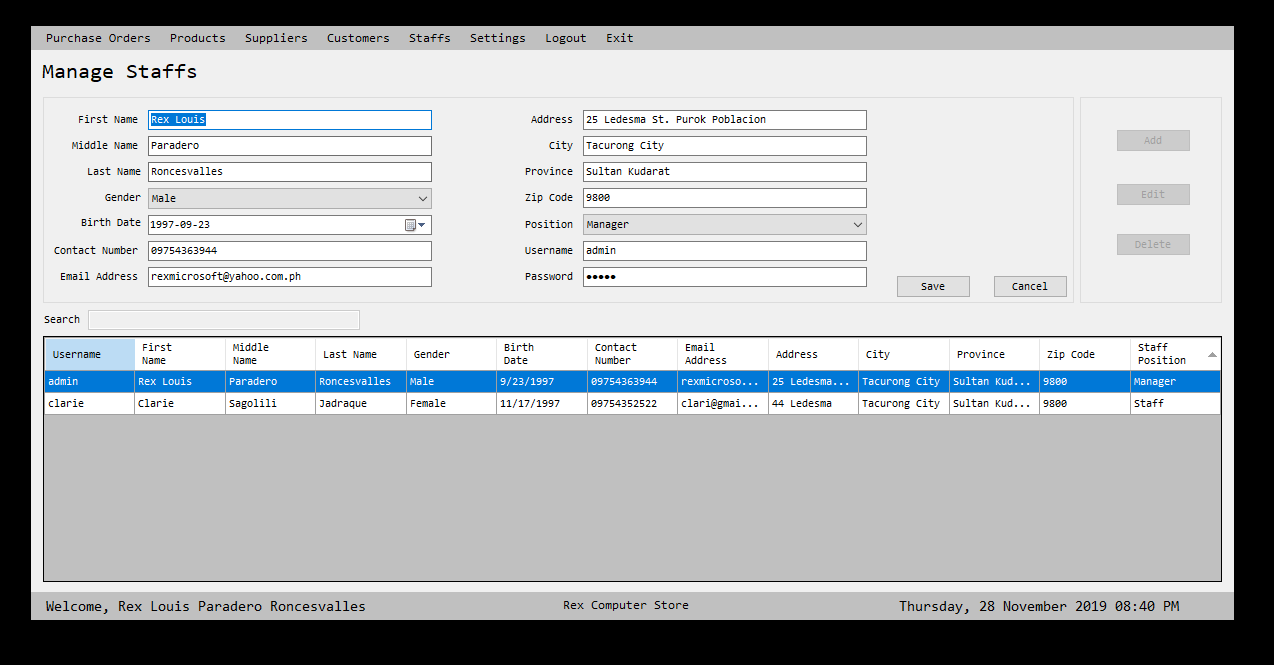 Purchase Orders Products Suppliers Customers Staffs Settings Logout Exit
Manage Staffs
First Name Rex Louis
Middle Name Paradero
Last Name Roncesvalles
Gender Male
Birth Date 1997-09-23
Contact Number 09754363944
Email Address rexmicrosoft@yahoo.com.ph
Address 25 Ledesma St. Purok Poblacion
City Tacurong City
Province Sultan Kudarat
Zip Code 9800
Position Manager
Username admin
Password •••••
Save Cancel
Add
Edit
Delete
Search
Username First Name Middle Name Last Name Gender Birth Date Contact Number Email Address Address City Province Zip Code Staff Position
admin Rex Louis Paradero Roncesvalles Male 9/23/1997 09754363944 rexmicroso... 25 Ledesma... Tacurong City Sultan Kud... 9800 Manager
clarie Clarie Sagolili Jadraque Female 11/17/1997 09754352522 clari@gmai... 44 Ledesma Tacurong City Sultan Kud... 9800 Staff
Welcome, Rex Louis Paradero Roncesvalles Rex Computer Store Thursday, 28 November 2019 08:40 PM